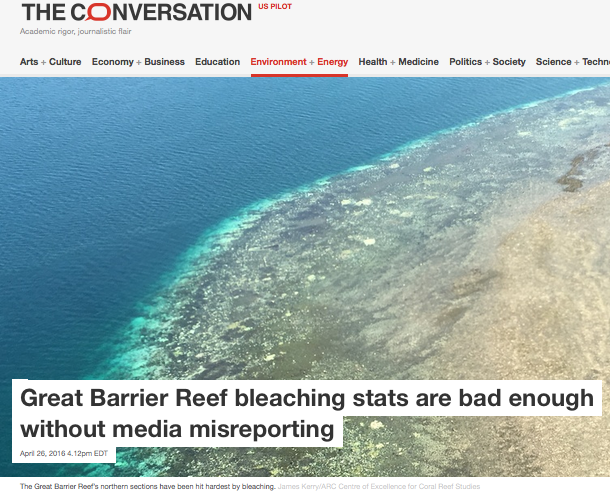 THE CONVERSATION US PILOT
Academic rigor, journalistic flair
Arts + Culture Economy + Business Education Environment + Energy Health + Medicine Politics + Society Science + Techn
Great Barrier Reef bleaching stats are bad enough
without media misreporting
April 26, 2016 4.12pm EDT
The Great Barrier Reef's northern sections have been hit hardest by bleaching. James Kerry/ARC Centre of Excellence for Coral Reef Studies